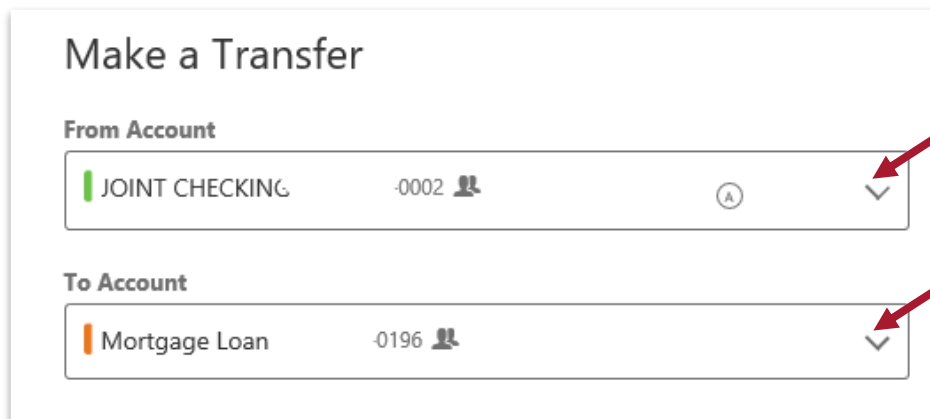 Make a Transfer
From Account
JOINT CHECKING -0002 A
To Account
Mortgage Loan -0196